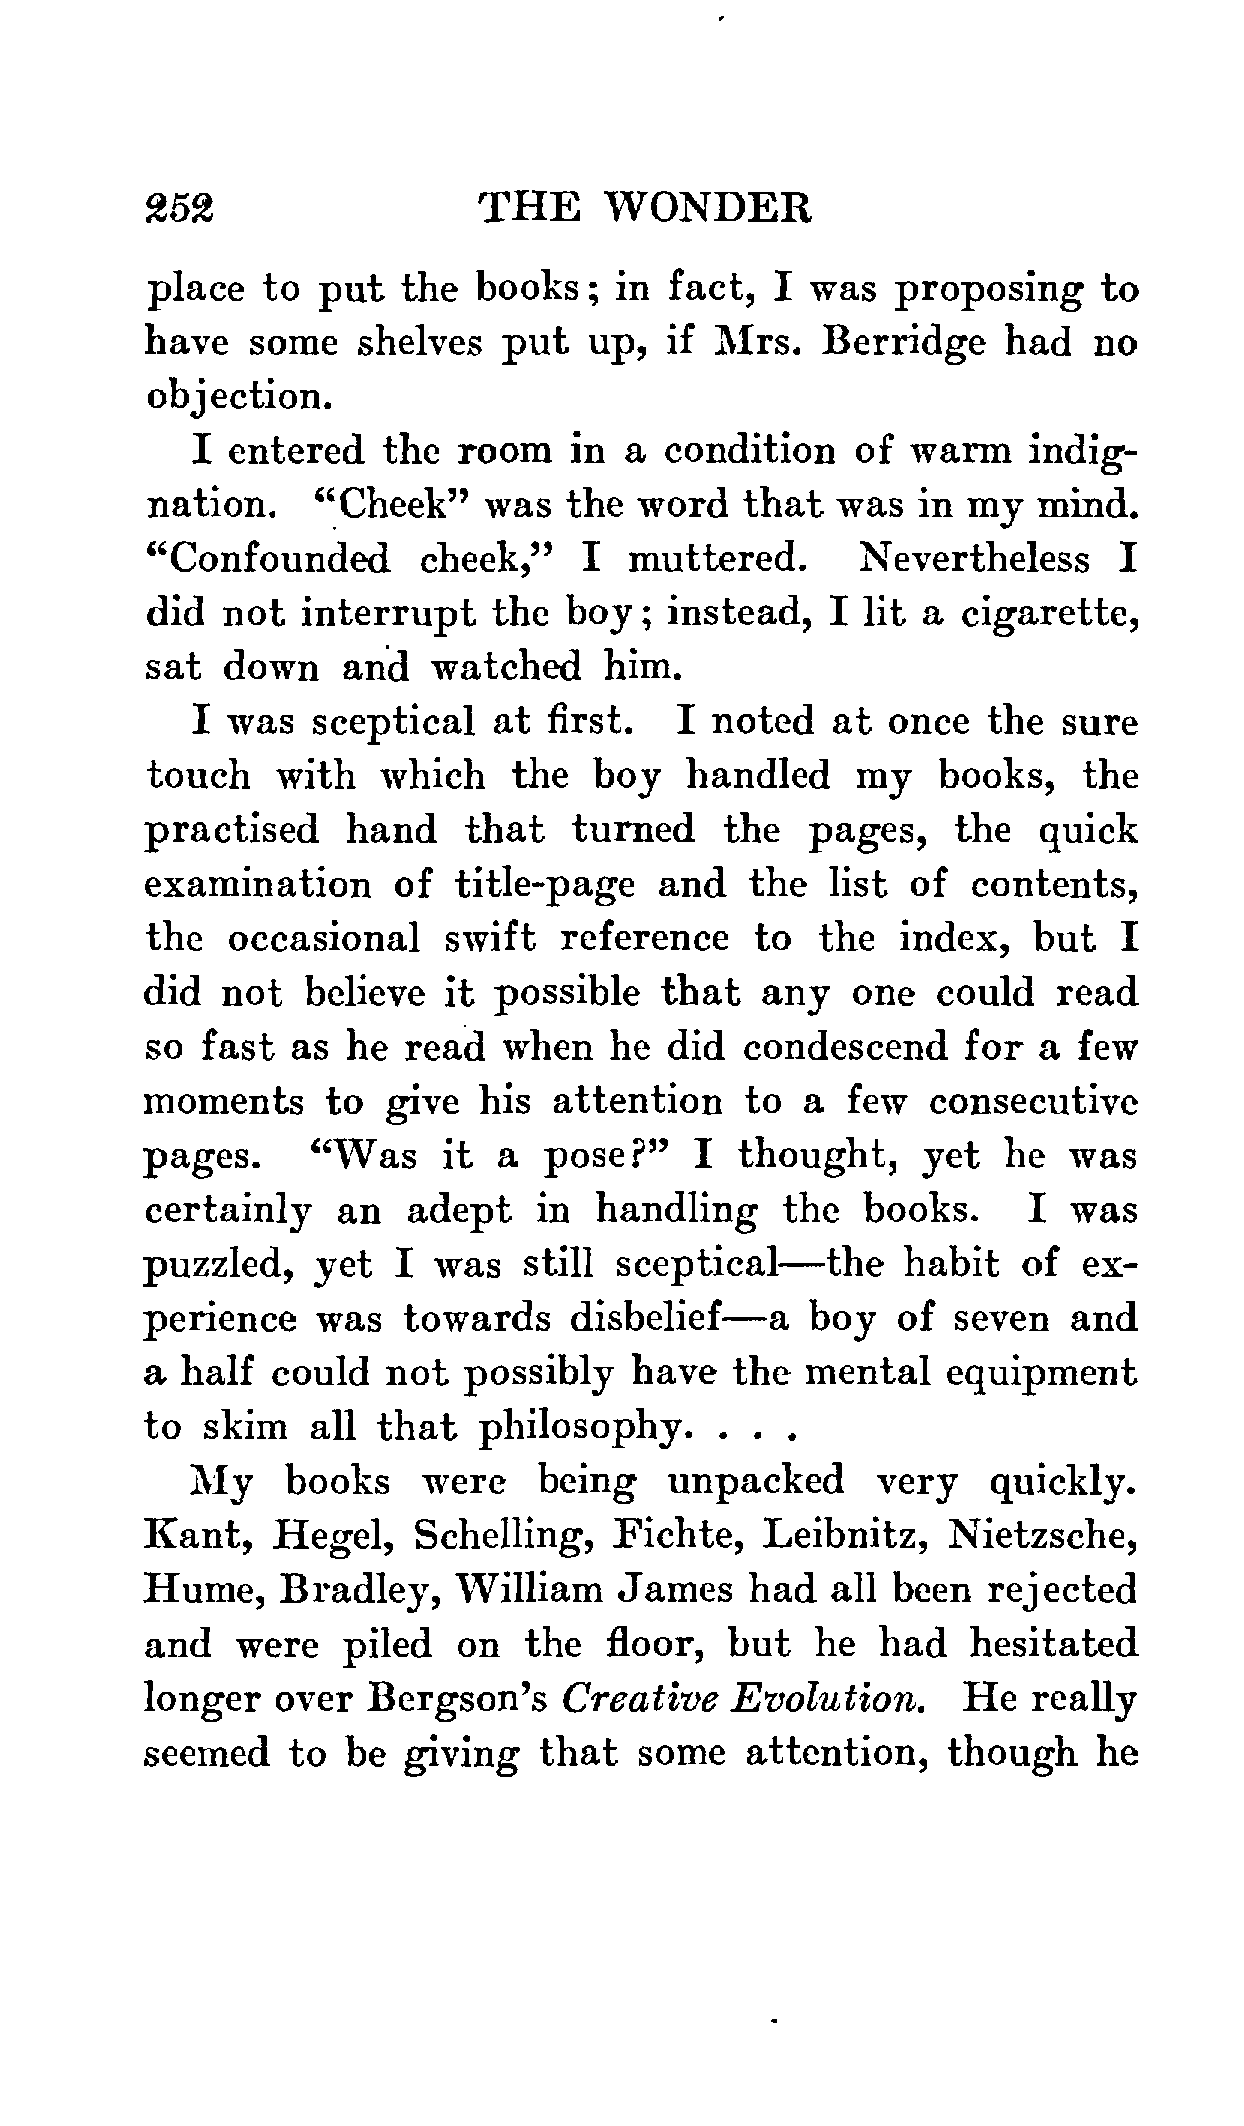 252 THE WONDER
place to put the books; in fact, I was proposing to
have some shelves put up, if Mrs. Berridge had no
objection.
I entered the room in a condition of warm indig-
nation. “Cheek” was the word that was in my mind.
“Confounded cheek,” I muttered. Nevertheless I
did not interrupt the boy; instead, I lit a cigarette,
sat down and watched him.
I was sceptical at first. I noted at once the sure
touch with which the boy handled my books, the
practised hand that turned the pages, the quick
examination of title-page and the list of contents,
the occasional swift reference to the index, but I
did not believe it possible that any one could read
so fast as he read when he did condescend for a few
moments to give his attention to a few consecutive
pages. “Was it a pose?” I thought, yet he was
certainly an adept in handling the books. I was
puzzled, yet I was still sceptical—the habit of ex-
perience was towards disbelief—a boy of seven and
a half could not possibly have the mental equipment
to skim all that philosophy. . . .
My books were being unpacked very quickly.
Kant, Hegel, Schelling, Fichte, Leibnitz, Nietzsche,
Hume, Bradley, William James had all been rejected
and were piled on the floor, but he had hesitated
longer over Bergson’s Creative Evolution. He really
seemed to be giving that some attention, though he